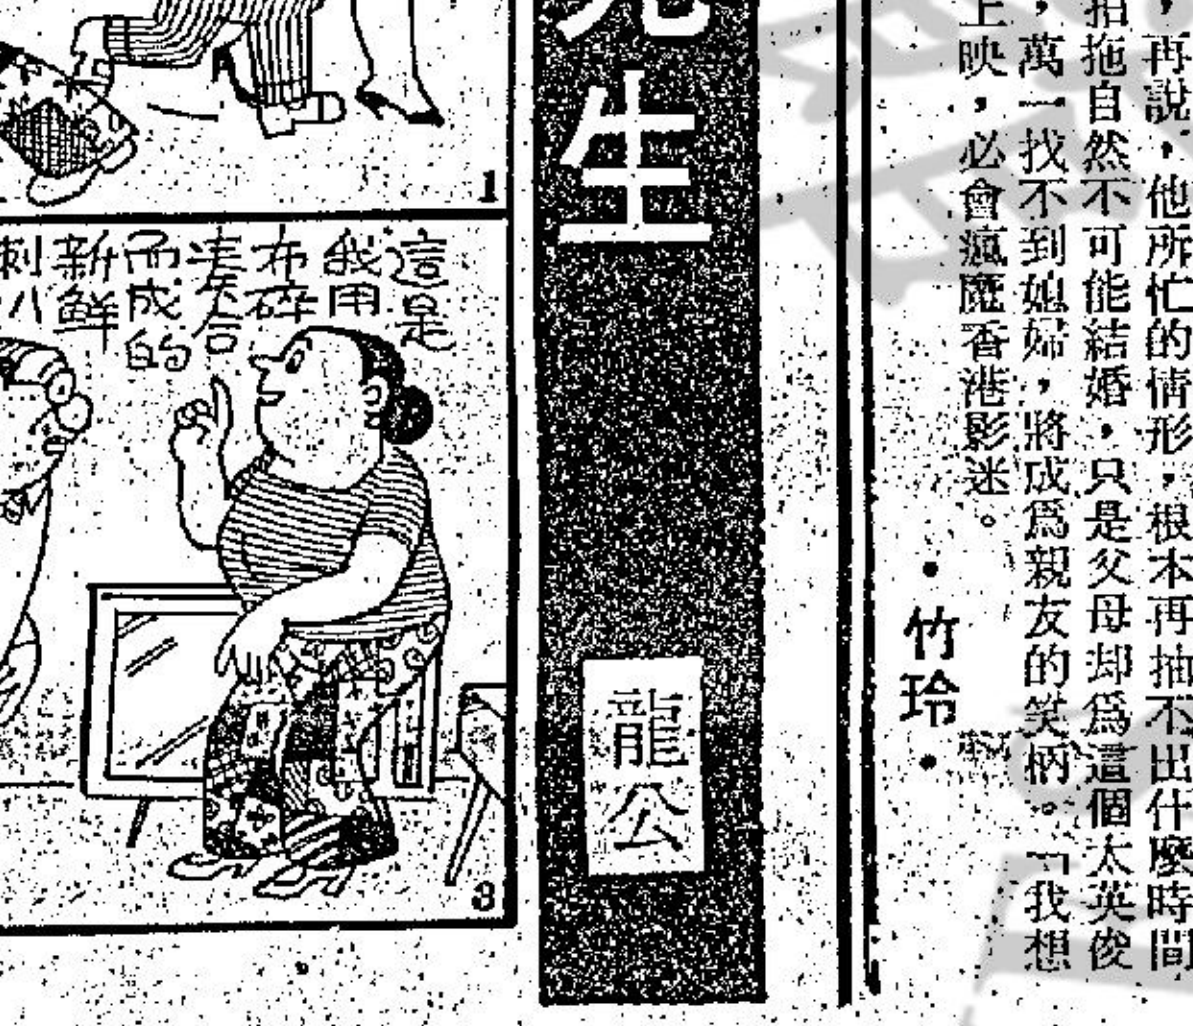 ，再說，他所忙的情形，根本再抽不出什麼時間
拍拖自然不可能結婚，只是父母却爲這個太英俊
，萬一找不到媳婦，將成爲親友的笑柄。「我想
上映，必會瘋魔香港影迷。
・竹玲・
生
龍公
1
這是
我用
布碎
湊合
而成的
新鮮
3